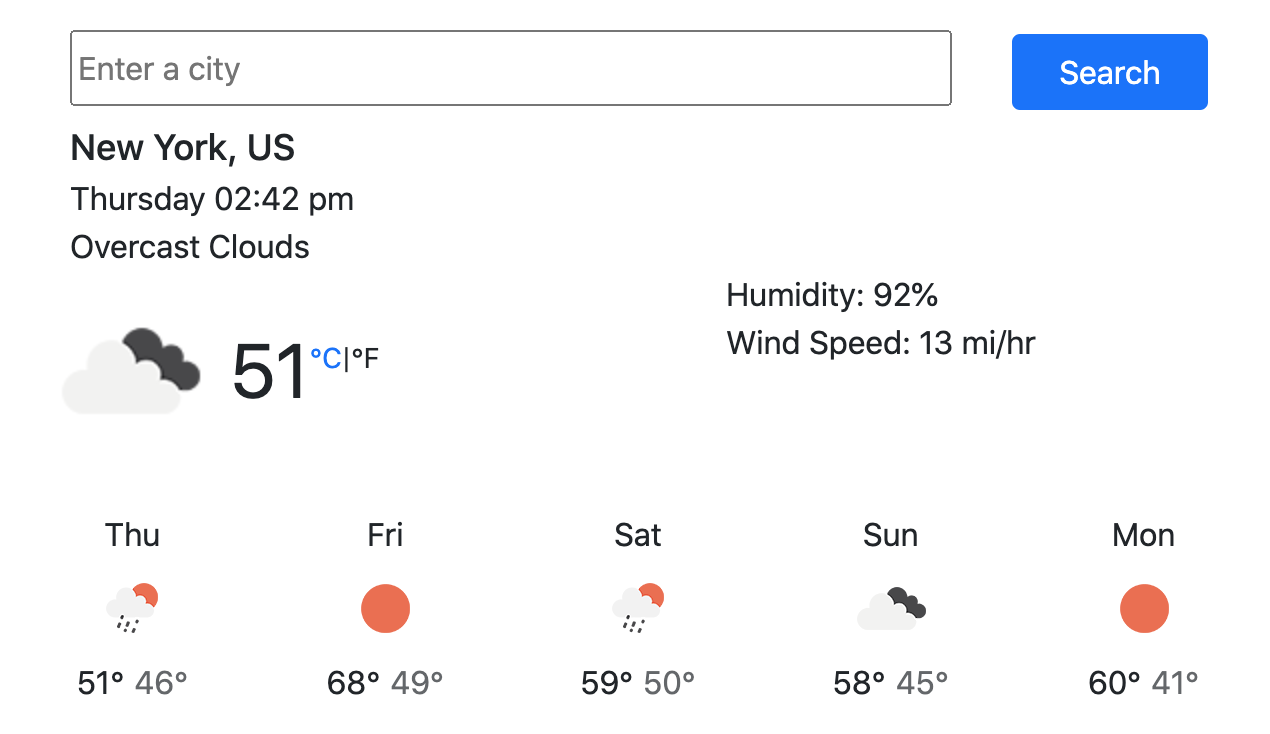 Enter a city
Search
New York, US
Thursday 02:42 pm
Overcast Clouds
Humidity: 92%
Wind Speed: 13 mi/hr
51°C|°F
Thu Fri Sat Sun Mon
51° 46° 68° 49° 59° 50° 58° 45° 60° 41°